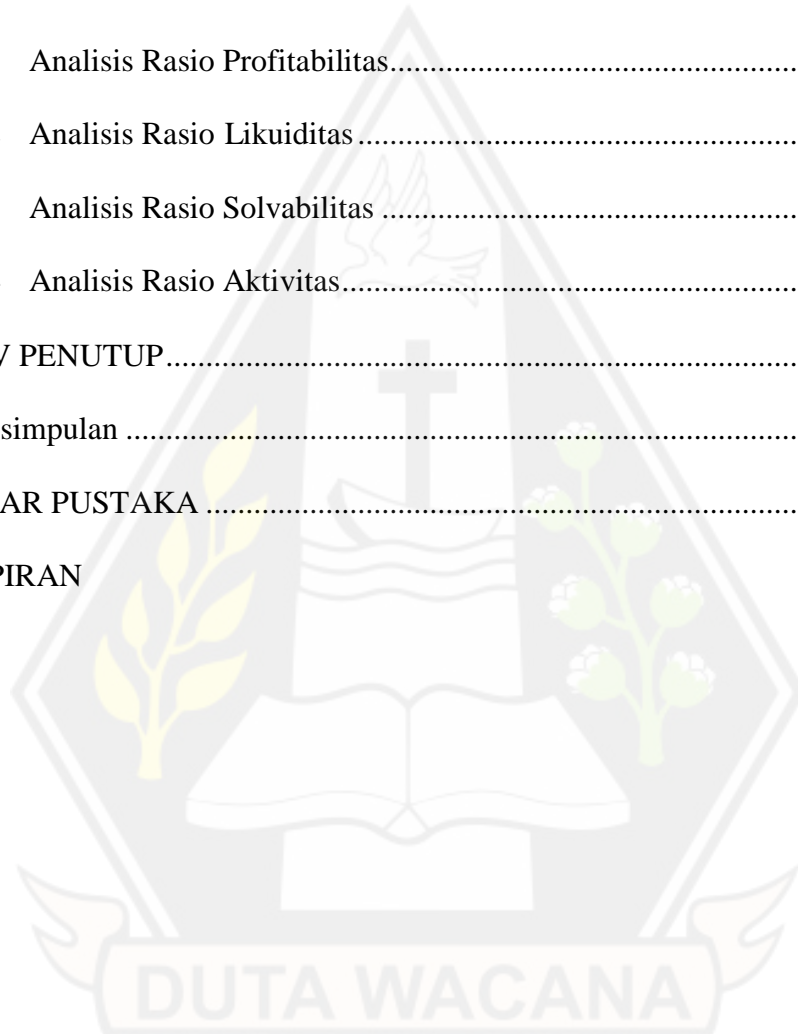 Analisis Rasio Profitabilitas..................................................
Analisis Rasio Likuiditas ......................................................
Analisis Rasio Solvabilitas ...................................................
Analisis Rasio Aktivitas........................................................
V PENUTUP...............................................................................
simpulan ....................................................................................
AR PUSTAKA .........................................................................
PIRAN
DUTA WACANA